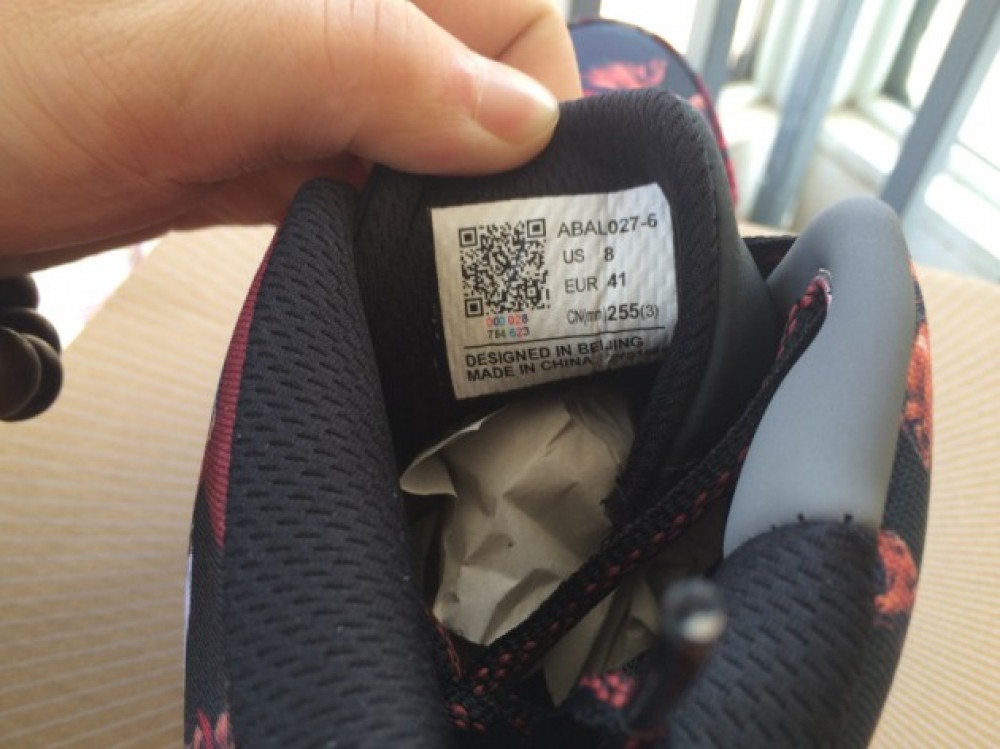 ABAL027-6
US 8
EUR 41
CN(mm)255(3)
000 028
784 623
DESIGNED IN BEIJING
MADE IN CHINA